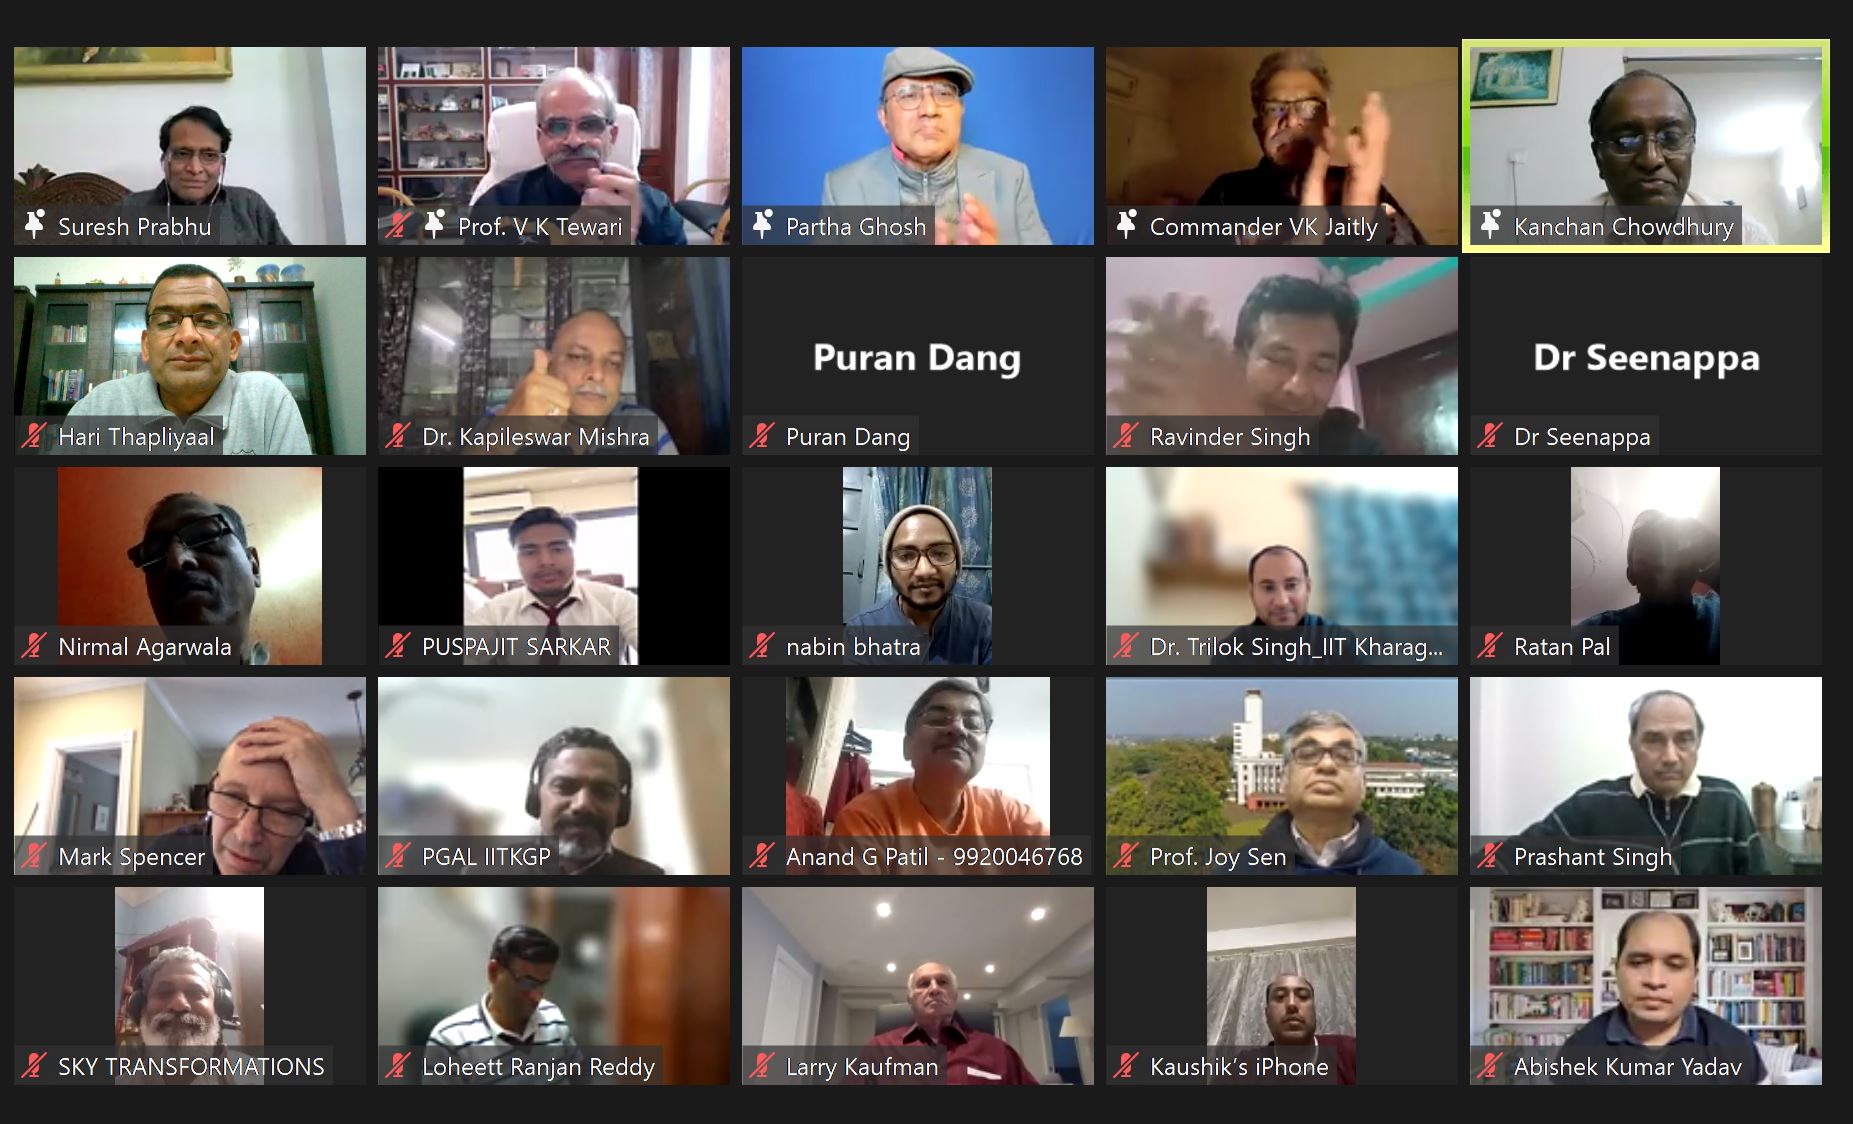 Suresh Prabhu
Prof. V K Tewari
Partha Ghosh
Commander VK Jaitly
Kanchan Chowdhury
Hari Thapliyaal
Dr. Kapileswar Mishra
Puran Dang
Puran Dang
Ravinder Singh
Dr Seenappa
Dr Seenappa
Nirmal Agarwala
PUSPAJIT SARKAR
nabin bhatra
Dr. Trilok Singh_IIT Kharag...
Ratan Pal
Mark Spencer
PGAL IITKGP
Anand G Patil - 9920046768
Prof. Joy Sen
Prashant Singh
SKY TRANSFORMATIONS
Loheett Ranjan Reddy
Larry Kaufman
Kaushik’s iPhone
Abishek Kumar Yadav